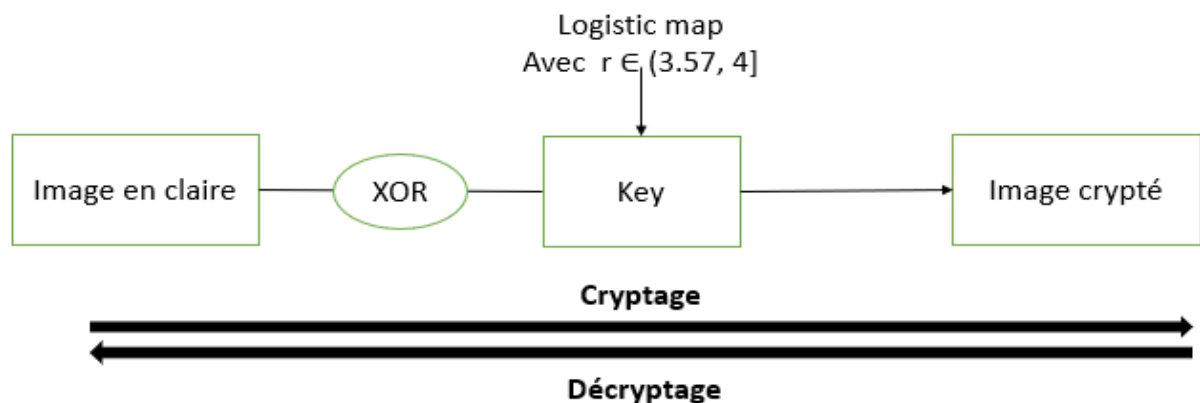 Logistic map
Avec r ∈ (3.57, 4]
Image en claire
XOR
Key
Image crypté
Cryptage
Décryptage